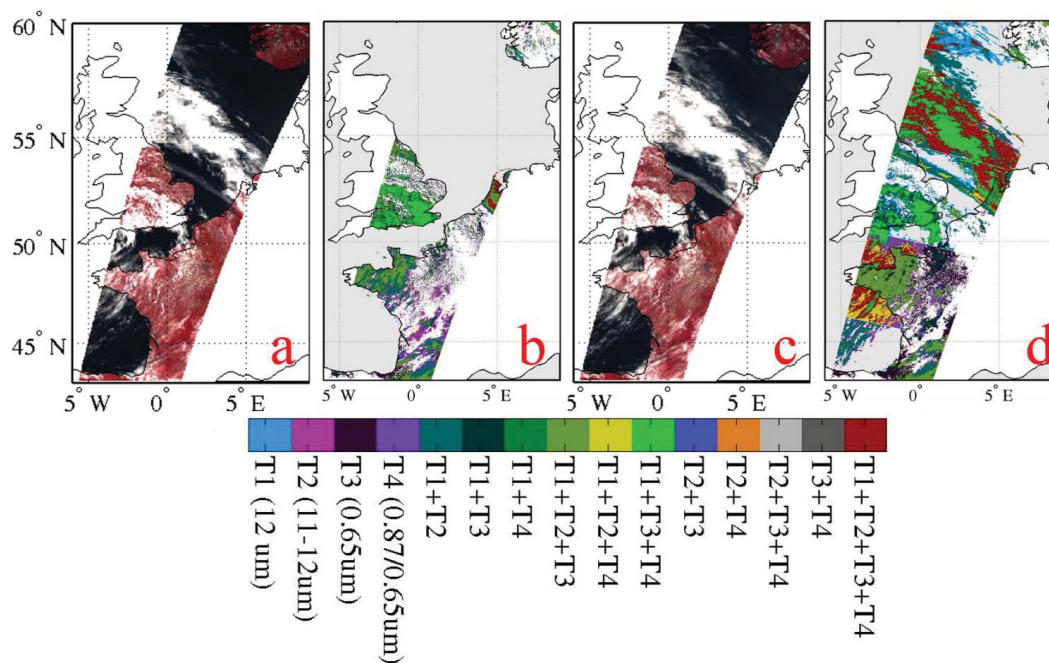 60° N
55° N
50° N
45° N
a
b
c
d
5° W
0
5° E
5° W
0
5° E
5° W
0
5° E
5° W
0
5° E
T1 (12 um)
T2 (11-12um)
T3 (0.65um)
T4 (0.87/0.65um)
T1+T2
T1+T3
T1+T4
T1+T2+T3
T1+T2+T4
T1+T3+T4
T2+T3
T2+T4
T2+T3+T4
T3+T4
T1+T2+T3+T4